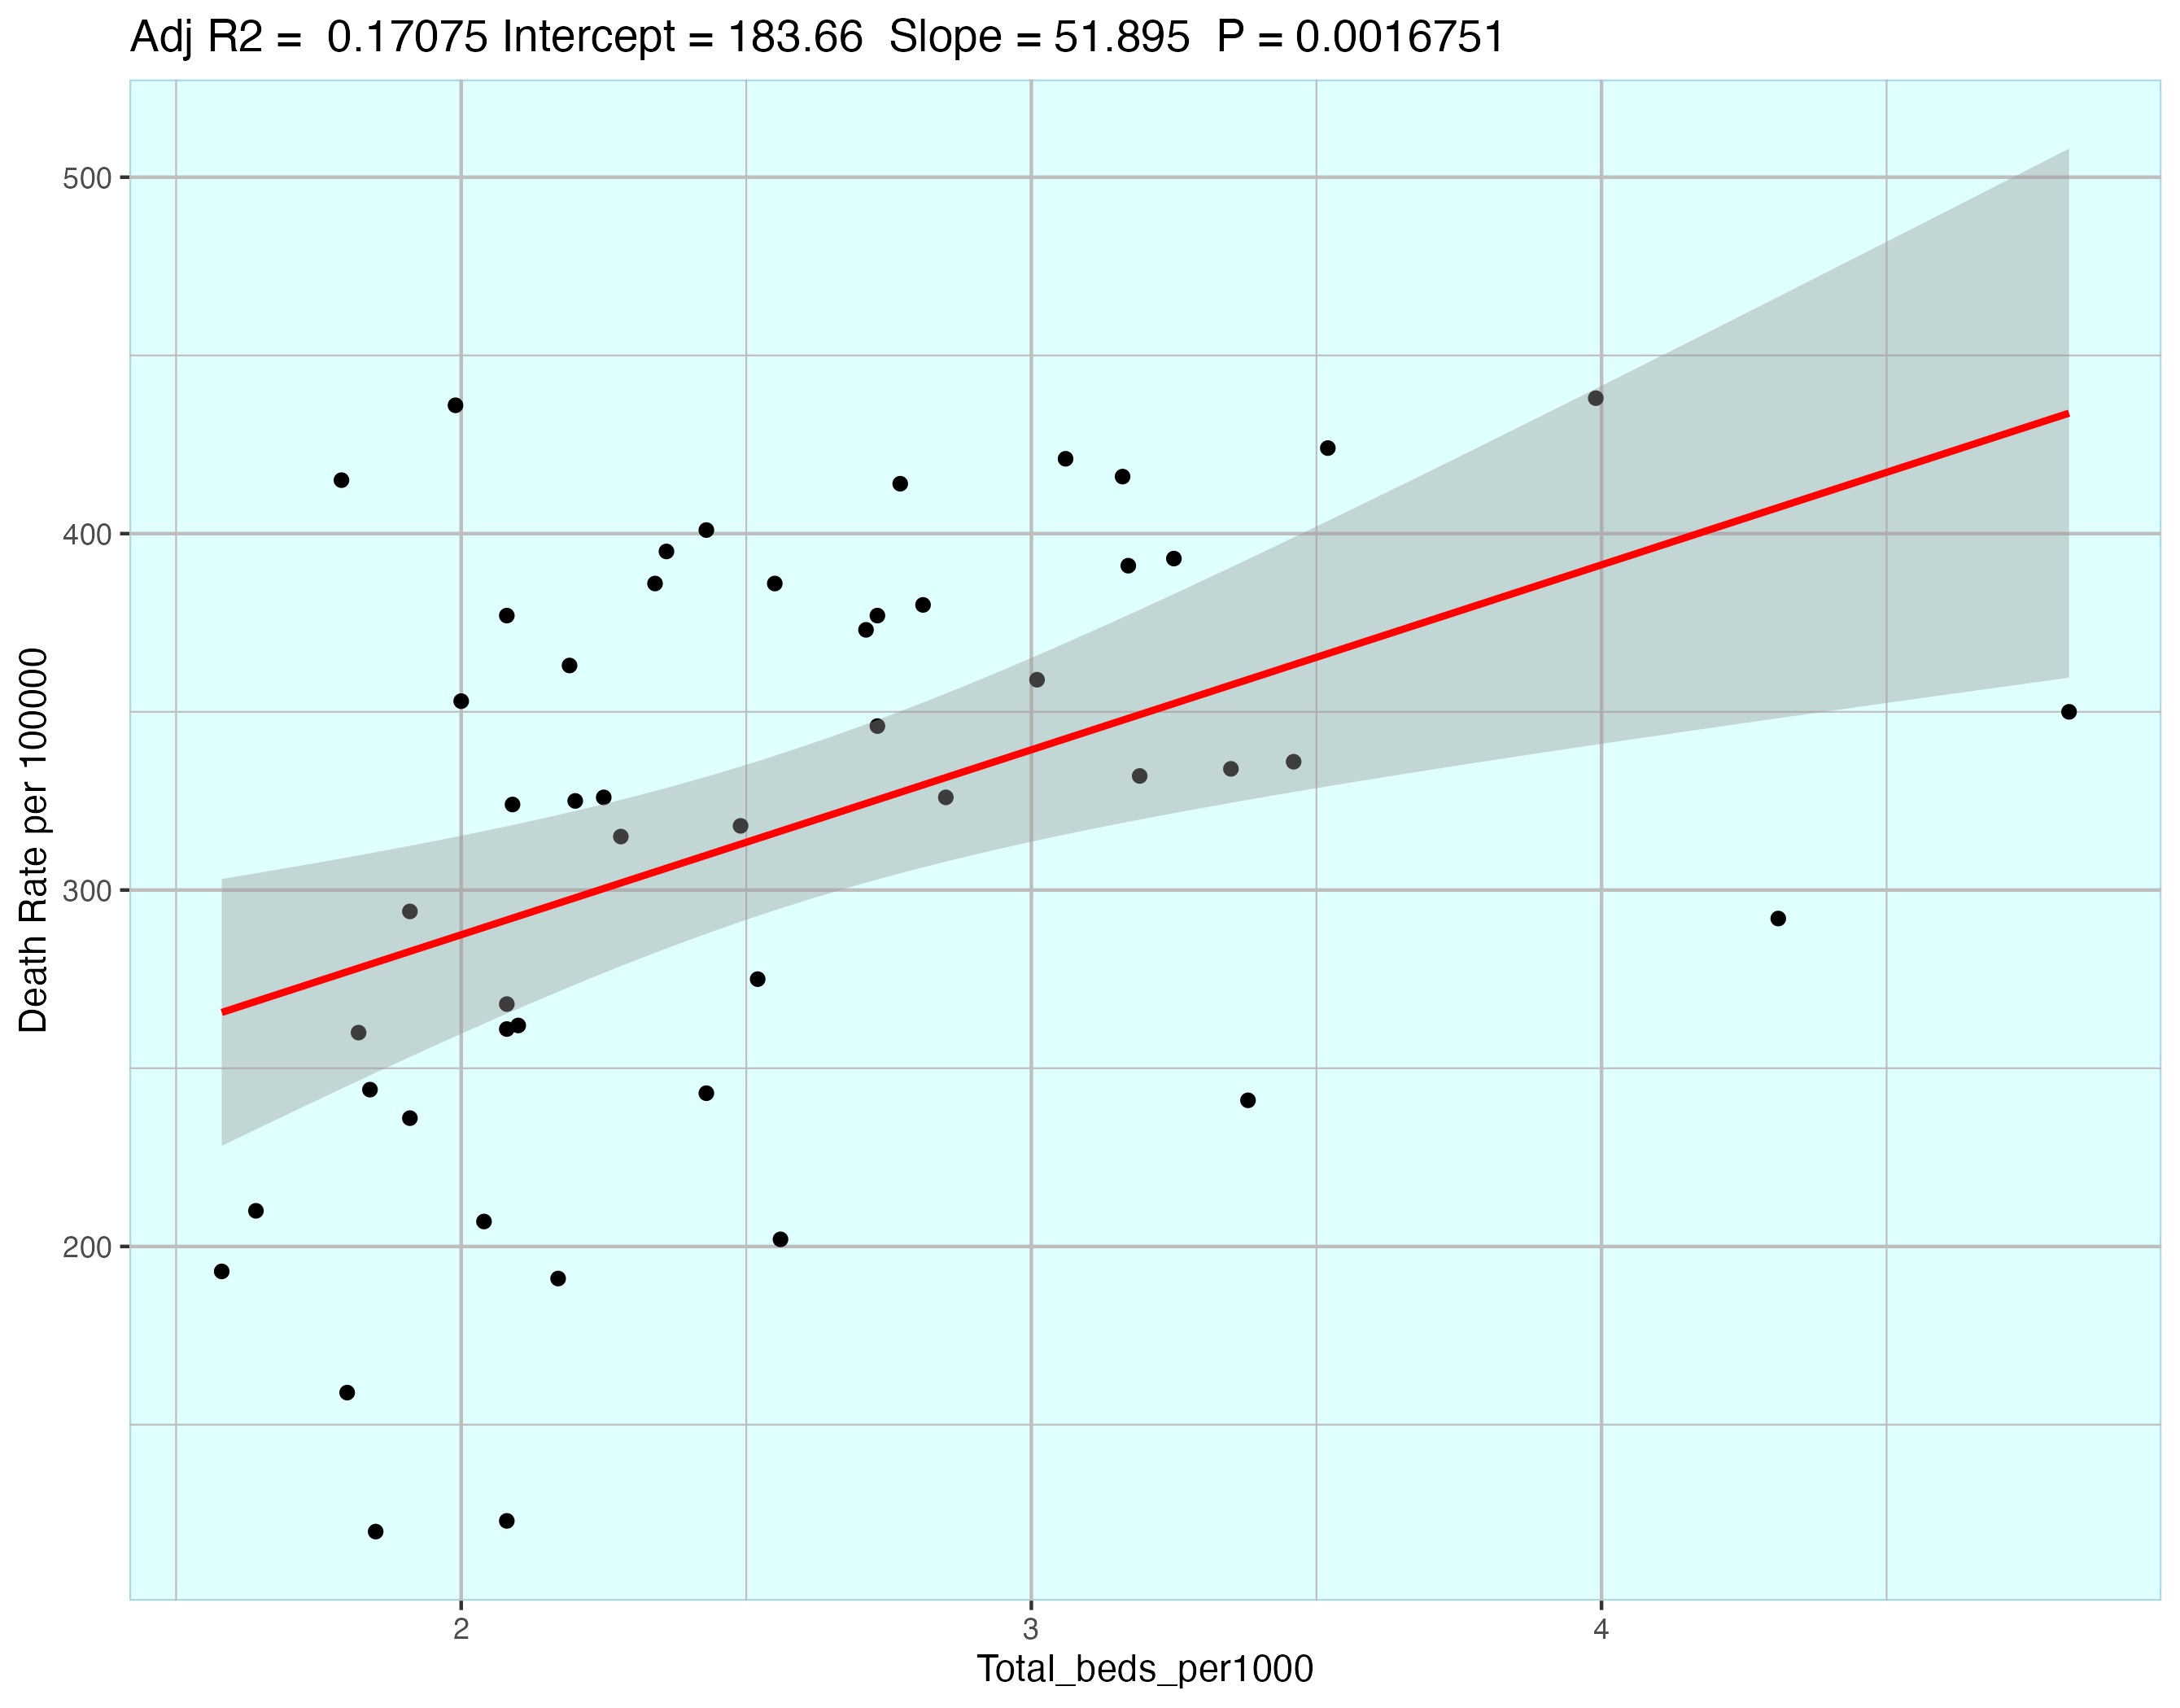 Adj R2 =  0.17075 Intercept = 183.66  Slope = 51.895  P = 0.0016751
500
400
300
200
Death Rate per 100000
2
3
4
Total_beds_per1000